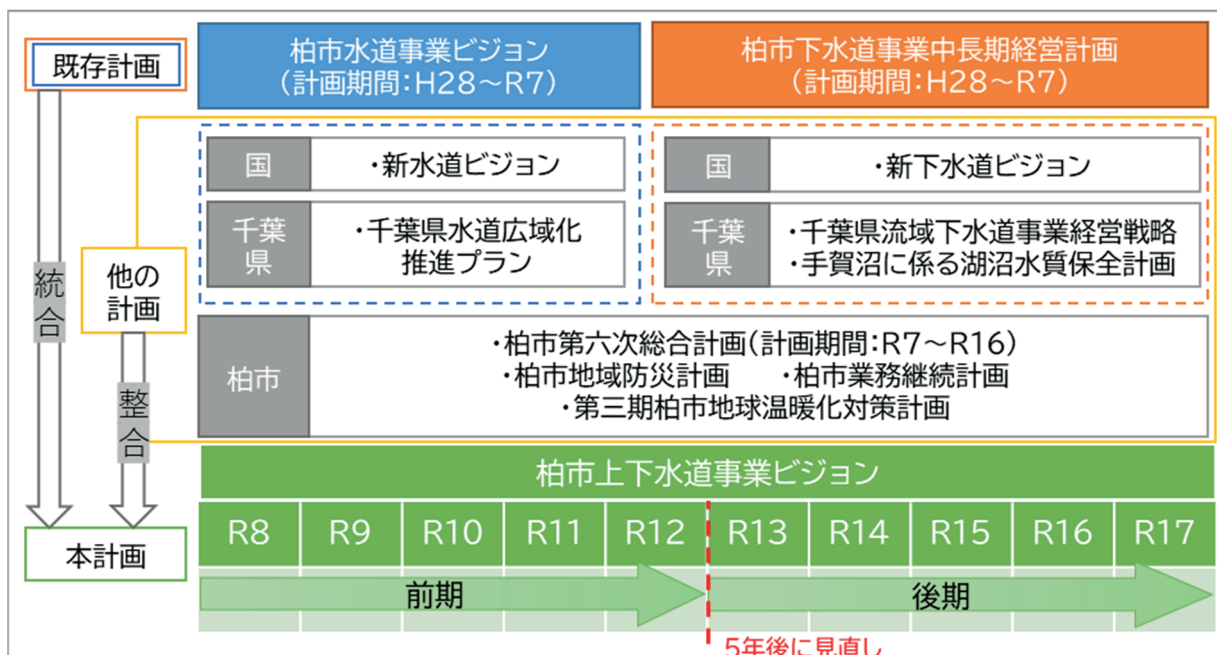 既存計画
柏市水道事業ビジョン
(計画期間:H28~R7)
柏市下水道事業中長期経営計画
(計画期間:H28~R7)
国
・新水道ビジョン
国
・新下水道ビジョン
千葉
県
・千葉県水道広域化
推進プラン
千葉
県
・千葉県流域下水道事業経営戦略
・手賀沼に係る湖沼水質保全計画
統合
他の
計画
柏市
・柏市第六次総合計画(計画期間:R7~R16)
・柏市地域防災計画 ・柏市業務継続計画
・第三期柏市地球温暖化対策計画
整合
柏市上下水道事業ビジョン
本計画
R8 R9 R10 R11 R12 R13 R14 R15 R16 R17
前期 後期
5年後に見直し